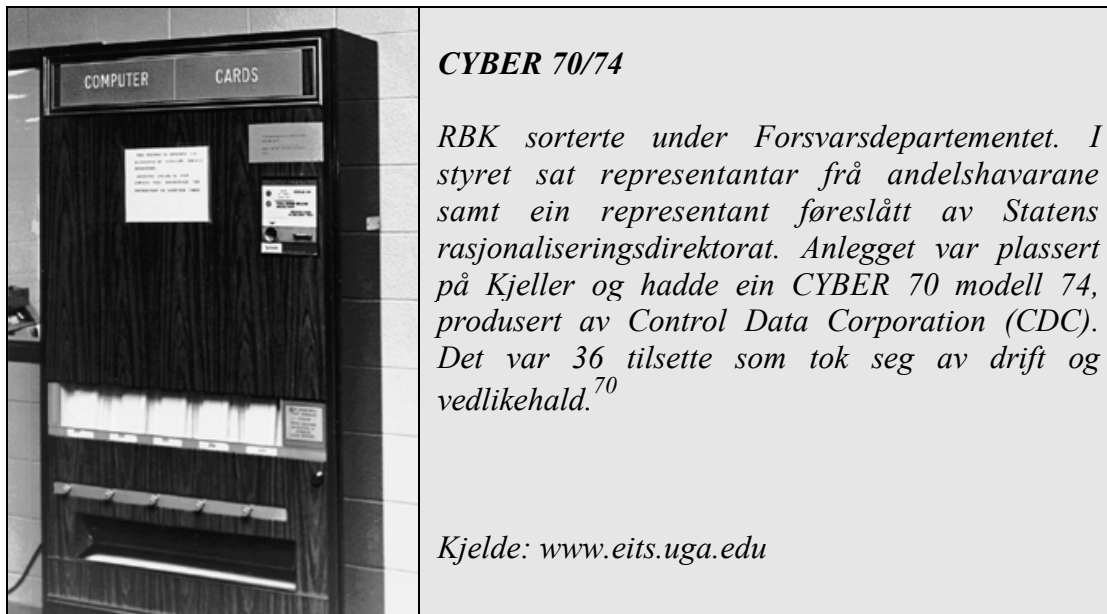 COMPUTER CARDS
CYBER 70/74
RBK sorterte under Forsvarsdepartementet. I
styret sat representantar frå andelshavarane
samt ein representant føreslått av Statens
rasjonaliseringsdirektorat. Anlegget var plassert
på Kjeller og hadde ein CYBER 70 modell 74,
produsert av Control Data Corporation (CDC).
Det var 36 tilsette som tok seg av drift og
vedlikehald.70
Kjelde: www.eits.uga.edu